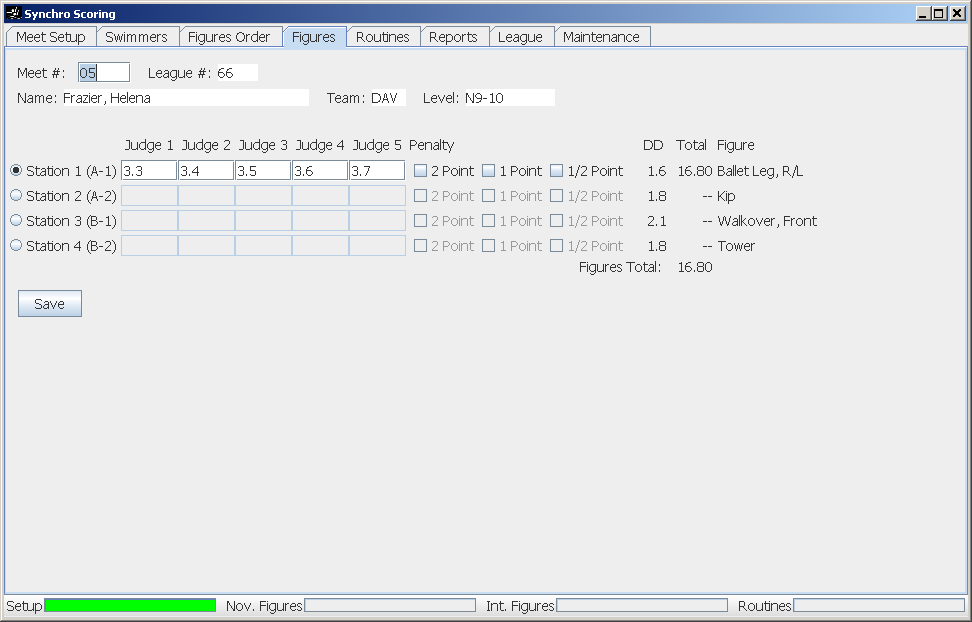 Synchro Scoring
Meet Setup Swimmers Figures Order Figures Routines Reports League Maintenance
Meet #: 05 League #: 66
Name: Frazier, Helena Team: DAV Level: N9-10
Judge 1 Judge 2 Judge 3 Judge 4 Judge 5 Penalty DD Total Figure
Station 1 (A-1) 3.3 3.4 3.5 3.6 3.7 2 Point 1 Point 1/2 Point 1.6 16.80 Ballet Leg, R/L
Station 2 (A-2) 2 Point 1 Point 1/2 Point 1.8 -- Kip
Station 3 (B-1) 2 Point 1 Point 1/2 Point 2.1 -- Walkover, Front
Station 4 (B-2) 2 Point 1 Point 1/2 Point 1.8 -- Tower
Figures Total: 16.80
Save
Setup Nov. Figures Int. Figures Routines